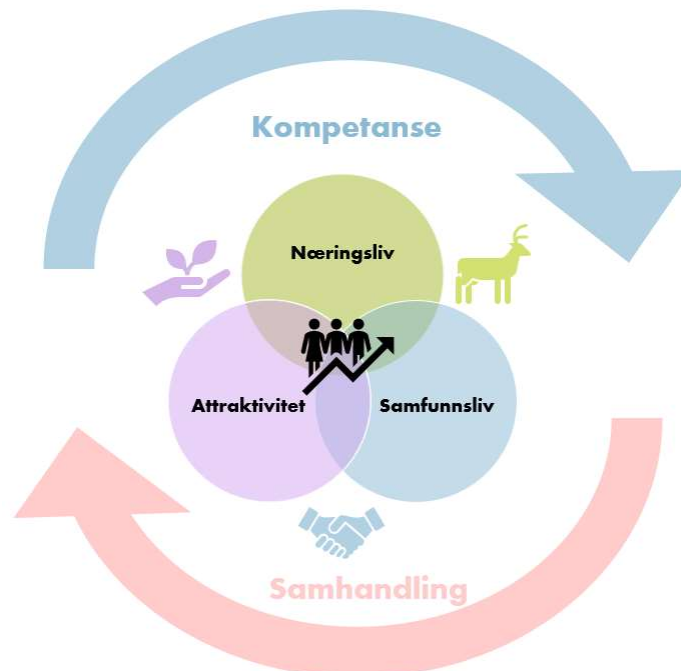 Kompetanse
Næringsliv
Attraktivitet
Samfunnsliv
Samhandling